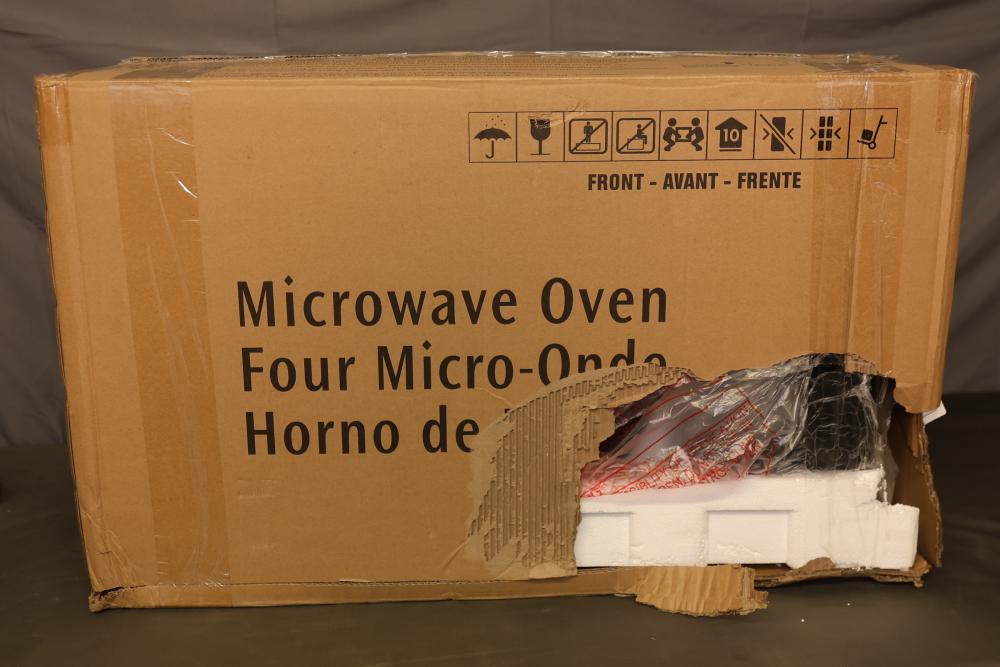 10
FRONT - AVANT - FRENTE
Microwave Oven
Four Micro-Onde
Horno de